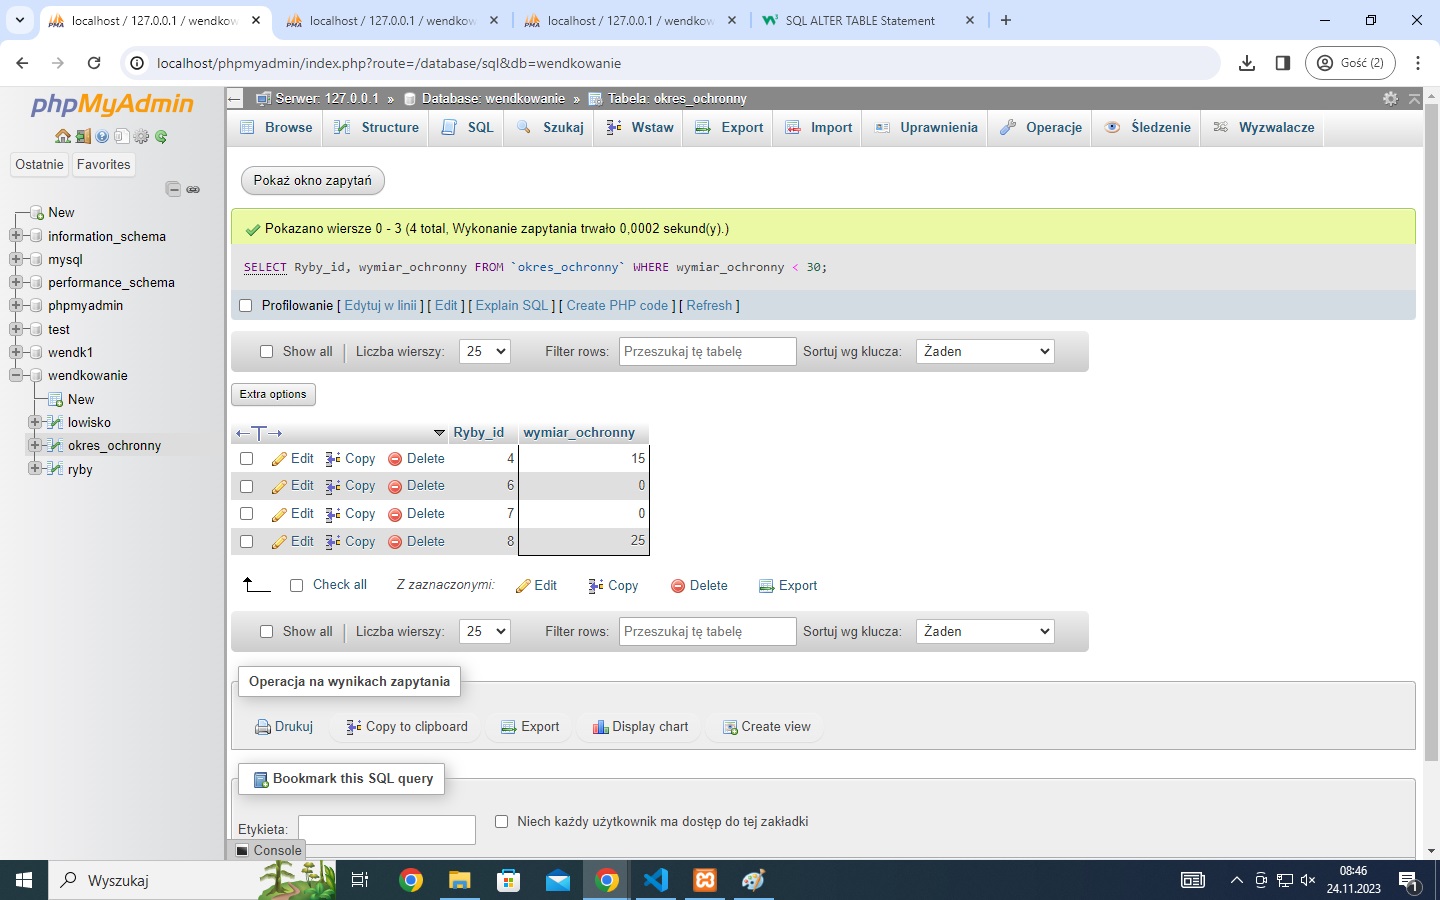 localhost / 127.0.0.1 / wendkow
localhost / 127.0.0.1 / wendkow
localhost / 127.0.0.1 / wendkow
SQL ALTER TABLE Statement
localhost/phpmyadmin/index.php?route=/database/sql&db=wendkowanie
Gość (2)
phpMyAdmin
Ostatnie
Favorites
New
information_schema
mysql
performance_schema
phpmyadmin
test
wendk1
wendkowanie
New
lowisko
okres_ochronny
ryby
Serwer: 127.0.0.1 » Database: wendkowanie » Tabela: okres_ochronny
Browse Structure SQL Szukaj Wstaw Export Import Uprawnienia Operacje Śledzenie Wyzwalacze
Pokaż okno zapytań
Pokazano wiersze 0 - 3 (4 total, Wykonanie zapytania trwało 0,0002 sekund(y).)
SELECT Ryby_id, wymiar_ochronny FROM `okres_ochronny` WHERE wymiar_ochronny < 30;
Profilowanie [ Edytuj w linii ] [ Edit ] [ Explain SQL ] [ Create PHP code ] [ Refresh ]
Show all Liczba wierszy: 25 Filter rows: Przeszukaj tę tabelę Sortuj wg klucza: Żaden
Extra options
Ryby_id wymiar_ochronny
Edit Copy Delete 4 15
Edit Copy Delete 6 0
Edit Copy Delete 7 0
Edit Copy Delete 8 25
Check all Z zaznaczonymi: Edit Copy Delete Export
Show all Liczba wierszy: 25 Filter rows: Przeszukaj tę tabelę Sortuj wg klucza: Żaden
Operacja na wynikach zapytania
Drukuj Copy to clipboard Export Display chart Create view
Bookmark this SQL query
Etykieta: Niech każdy użytkownik ma dostęp do tej zakładki
Console
Wyszukaj
08:46
24.11.2023
1